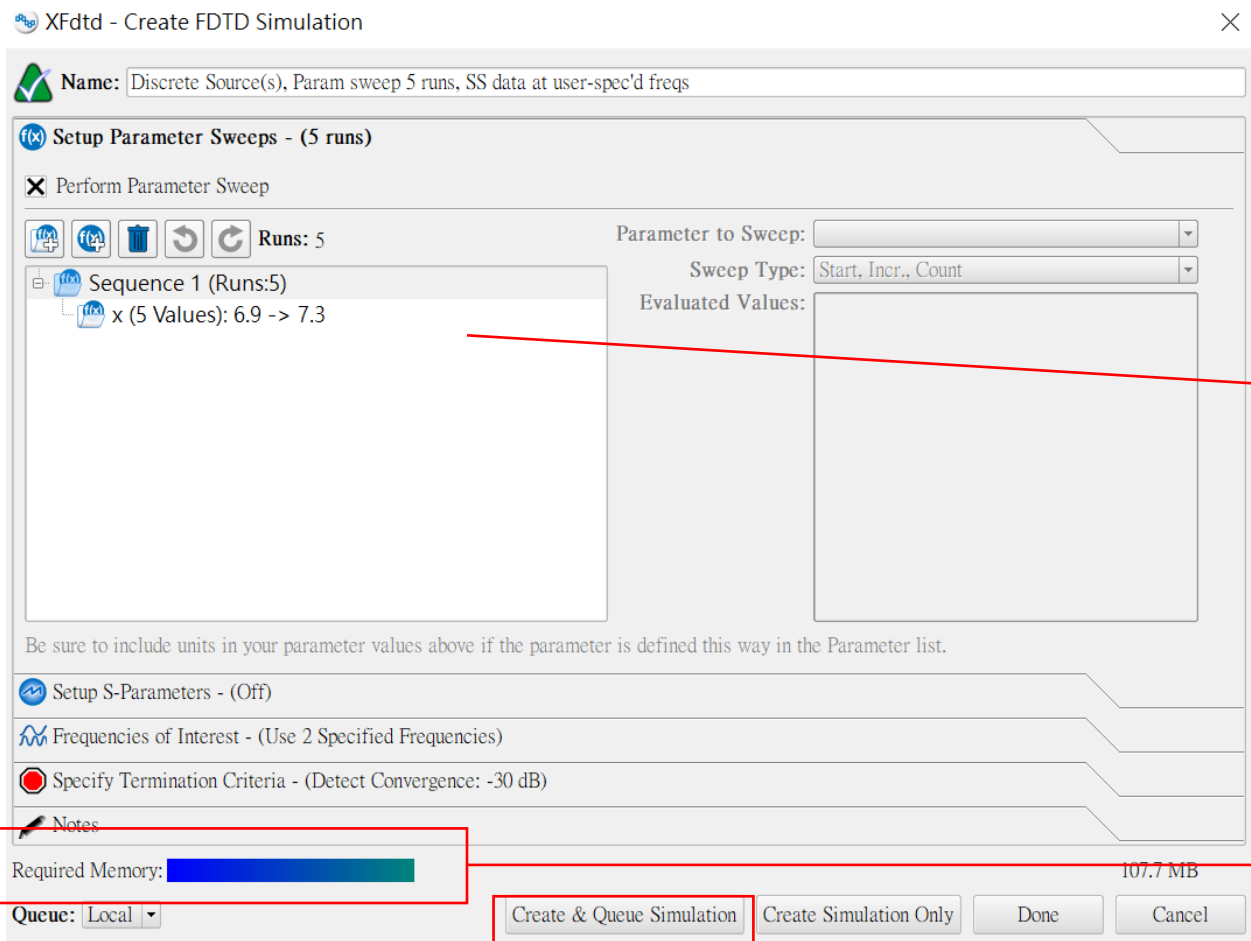 XFdtd - Create FDTD Simulation
Name: Discrete Source(s), Param sweep 5 runs, SS data at user-spec'd freqs
f(x) Setup Parameter Sweeps - (5 runs)
Perform Parameter Sweep
Runs: 5
Sequence 1 (Runs:5)
x (5 Values): 6.9 -> 7.3
Parameter to Sweep:
Sweep Type: Start, Incr., Count
Evaluated Values:
Be sure to include units in your parameter values above if the parameter is defined this way in the Parameter list.
Setup S-Parameters - (Off)
Frequencies of Interest - (Use 2 Specified Frequencies)
Specify Termination Criteria - (Detect Convergence: -30 dB)
Notes
Required Memory: 107.7 MB
Queue: Local Create & Queue Simulation Create Simulation Only Done Cancel